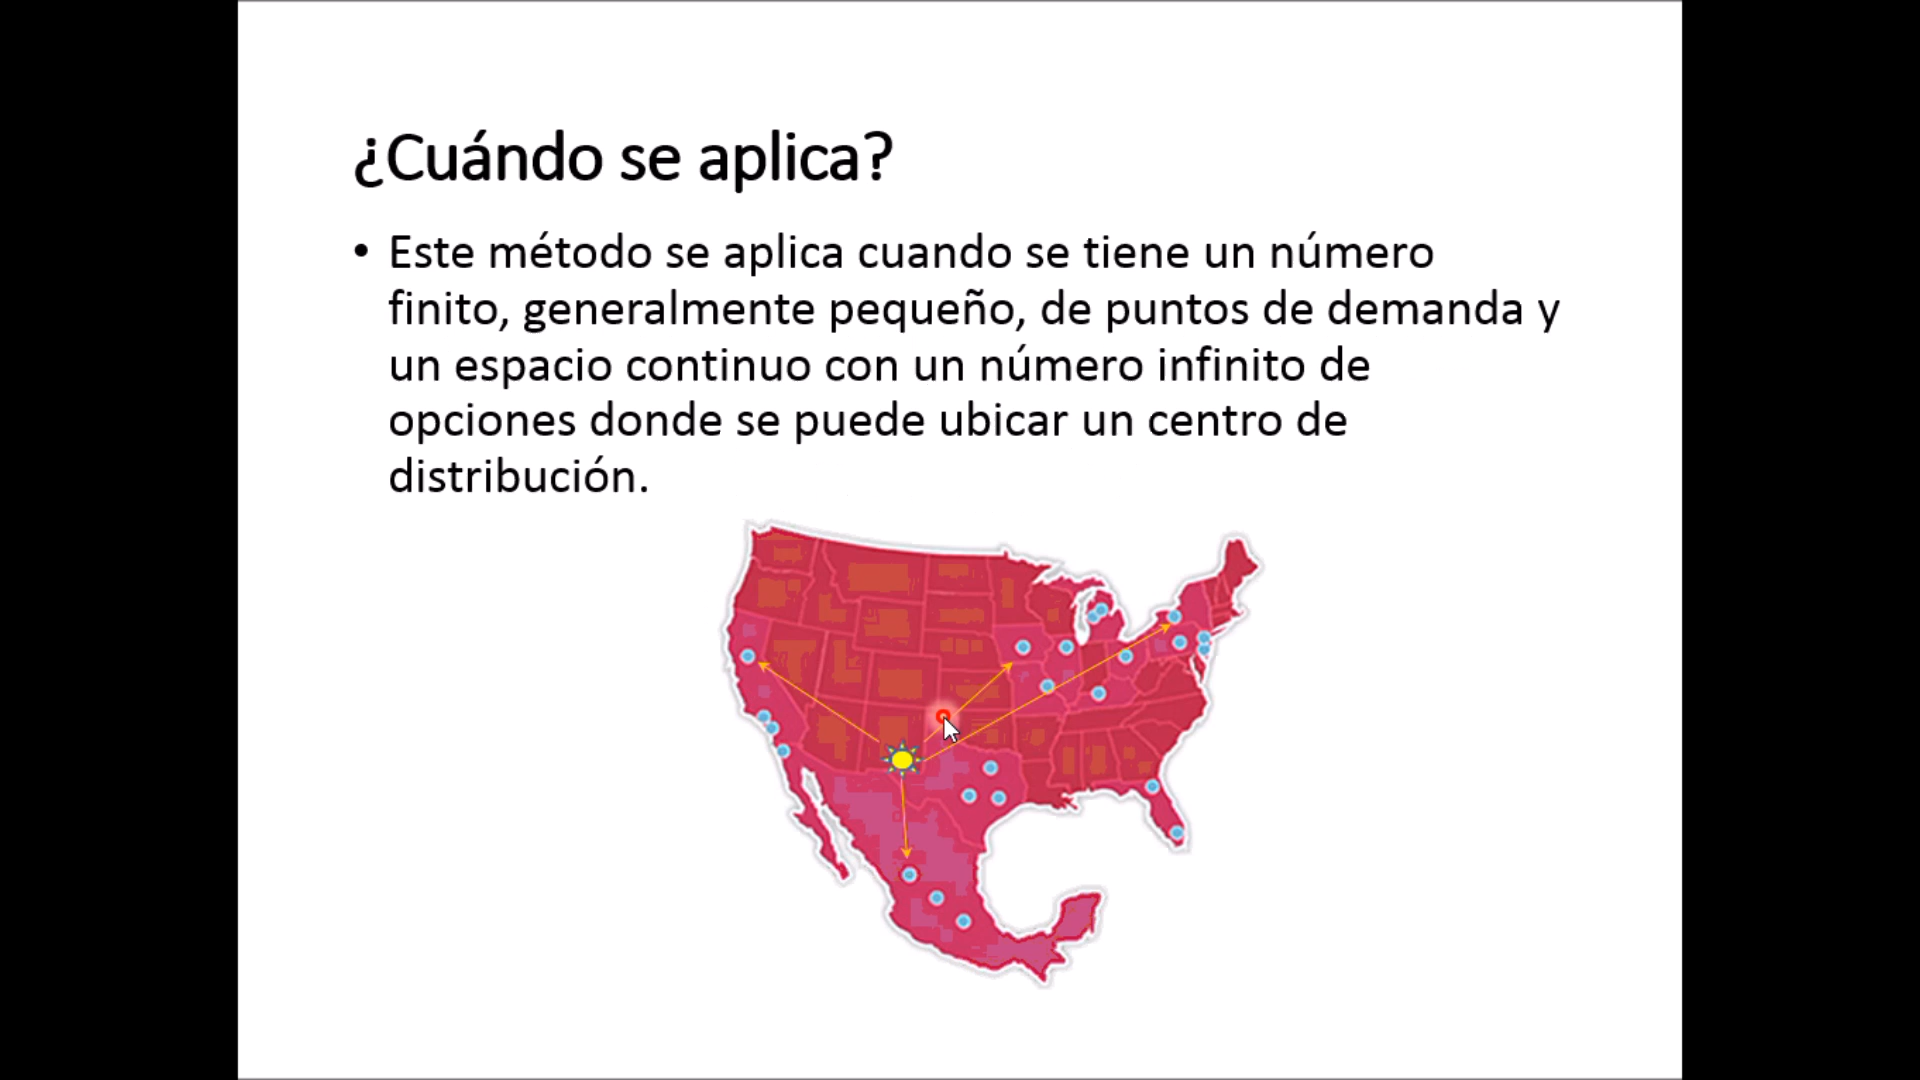 ¿Cuándo se aplica?
• Este método se aplica cuando se tiene un número
finito, generalmente pequeño, de puntos de demanda y
un espacio continuo con un número infinito de
opciones donde se puede ubicar un centro de
distribución.